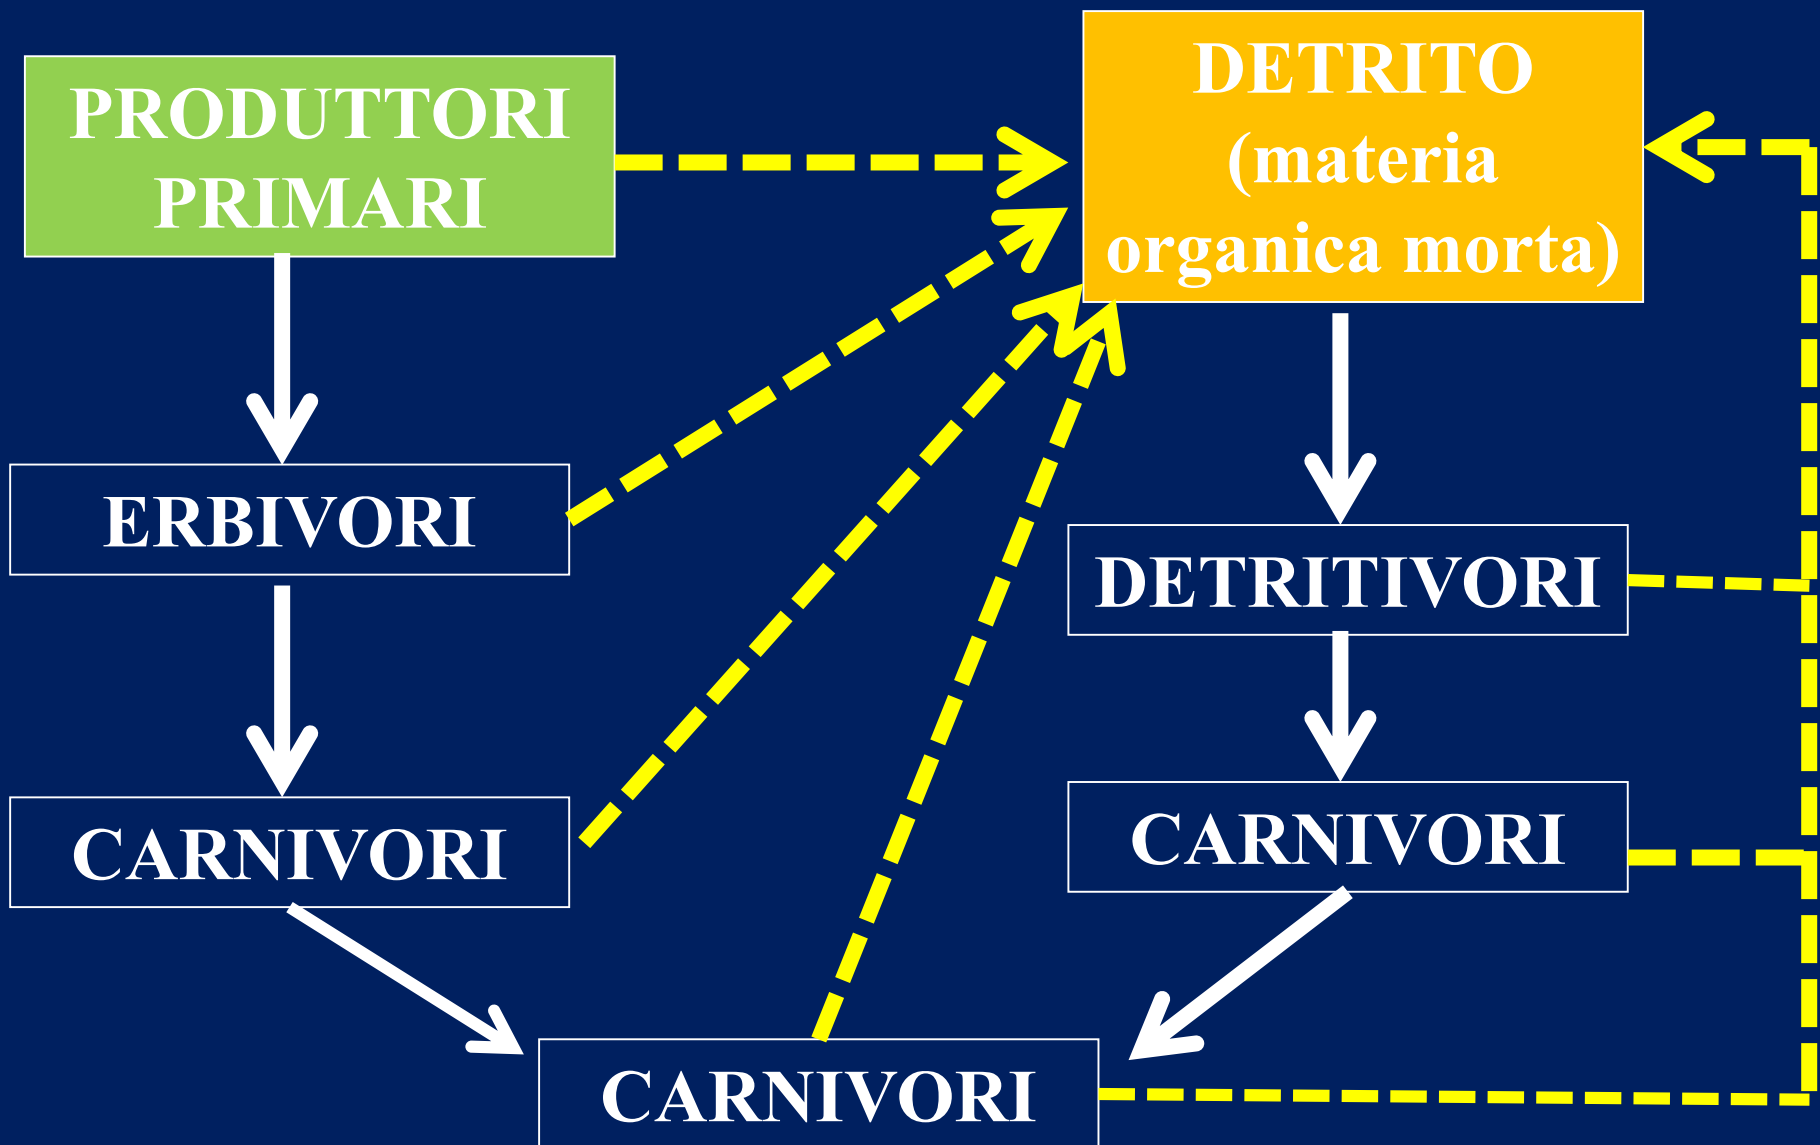 PRODUTTORI
PRIMARI
DETRITO
(materia
organica morta)
ERBIVORI
DETRITIVORI
CARNIVORI
CARNIVORI
CARNIVORI